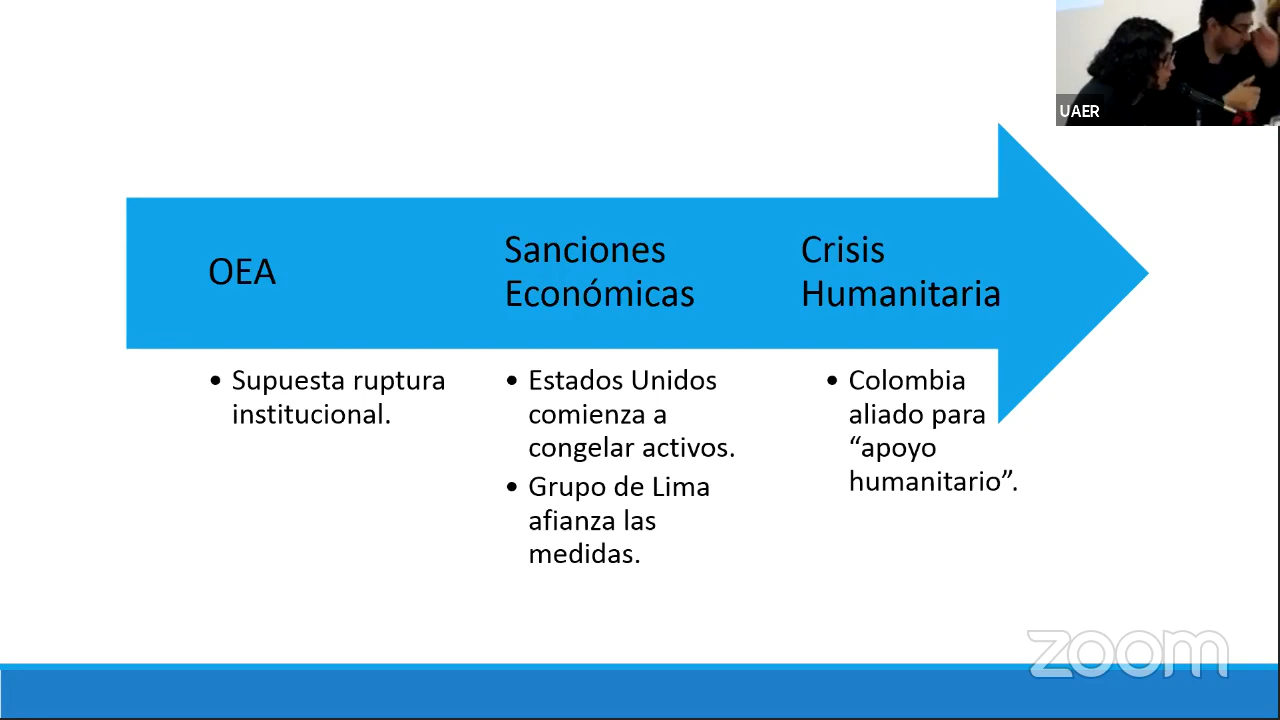 UAER
OEA
Sanciones
Económicas
Crisis
Humanitaria
• Supuesta ruptura
institucional.
• Estados Unidos
comienza a
congelar activos.
• Grupo de Lima
afianza las
medidas.
• Colombia
aliado para
“apoyo
humanitario”.
zoom